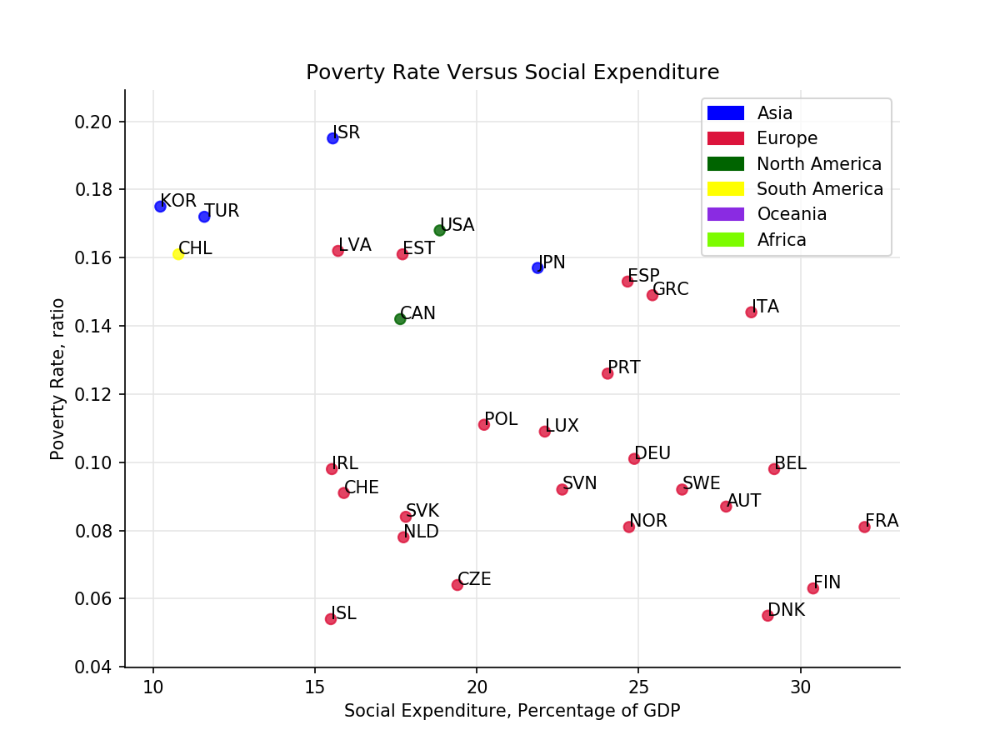 Poverty Rate Versus Social Expenditure
Asia
Europe
North America
South America
Oceania
Africa
0.20
0.18
0.16
0.14
0.12
0.10
0.08
0.06
0.04
Poverty Rate, ratio
ISR
KOR
TUR
USA
CHL
LVA
EST
JPN
ESP
GRC
ITA
CAN
PRT
POL
LUX
DEU
IRL
BEL
CHE
SVN
SWE
AUT
SVK
NLD
NOR
FRA
CZE
FIN
ISL
DNK
10 15 20 25 30
Social Expenditure, Percentage of GDP